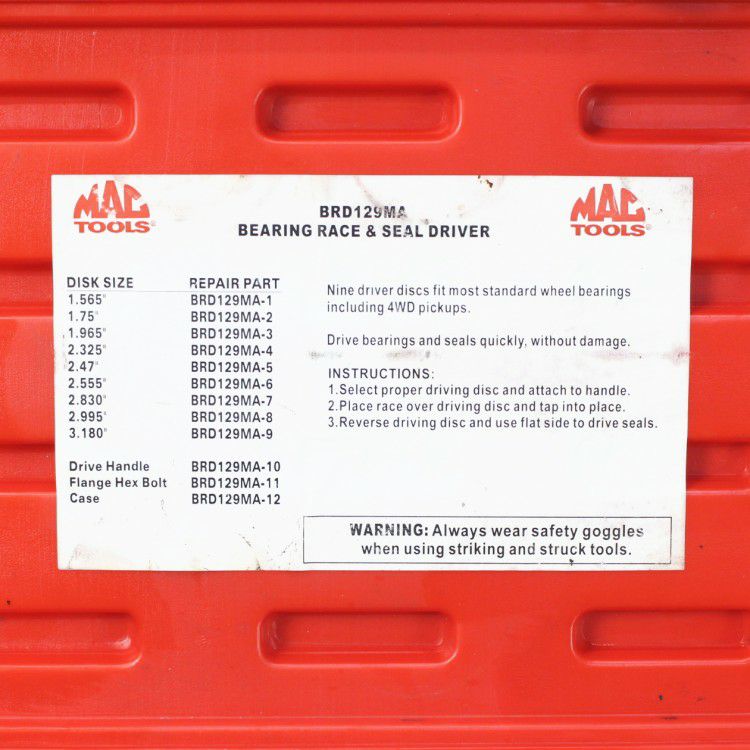 MAC
TOOLS®
BRD129MA
BEARING RACE & SEAL DRIVER
MAC
TOOLS®
DISK SIZE REPAIR PART
1.565" BRD129MA-1
1.75" BRD129MA-2
1.965" BRD129MA-3
2.325" BRD129MA-4
2.47" BRD129MA-5
2.555" BRD129MA-6
2.830" BRD129MA-7
2.995" BRD129MA-8
3.180" BRD129MA-9
Drive Handle BRD129MA-10
Flange Hex Bolt BRD129MA-11
Case BRD129MA-12
Nine driver discs fit most standard wheel bearings
including 4WD pickups.
Drive bearings and seals quickly, without damage.
INSTRUCTIONS:
1.Select proper driving disc and attach to handle.
2.Place race over driving disc and tap into place.
3.Reverse driving disc and use flat side to drive seals.
WARNING: Always wear safety goggles
when using striking and struck tools.